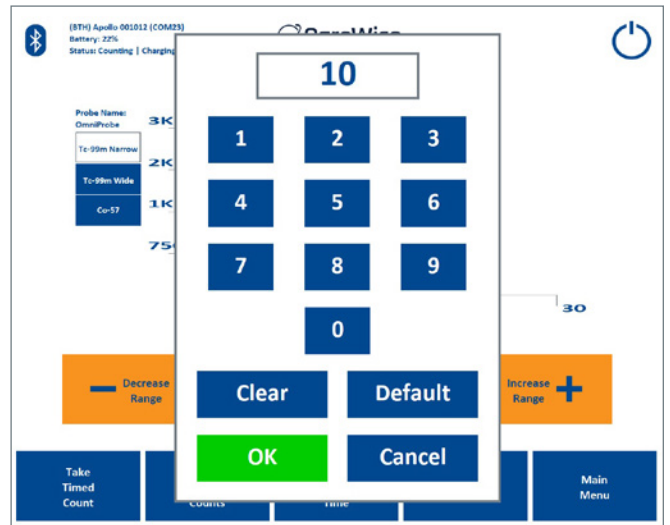 (BTH) Apollo 001012 (COM23)
Battery: 22%
Status: Counting | Charging
10
Probe Name:
OmniProbe
3K
Tc-99m Narrow
2K
Tc-99m Wide
1K
Co-57
1 2 3
4 5 6
7 8 9
0
30
Decrease
Range
Increase
Range
Clear Default
OK Cancel
Take
Timed
Count
Counts
Time
Main
Menu